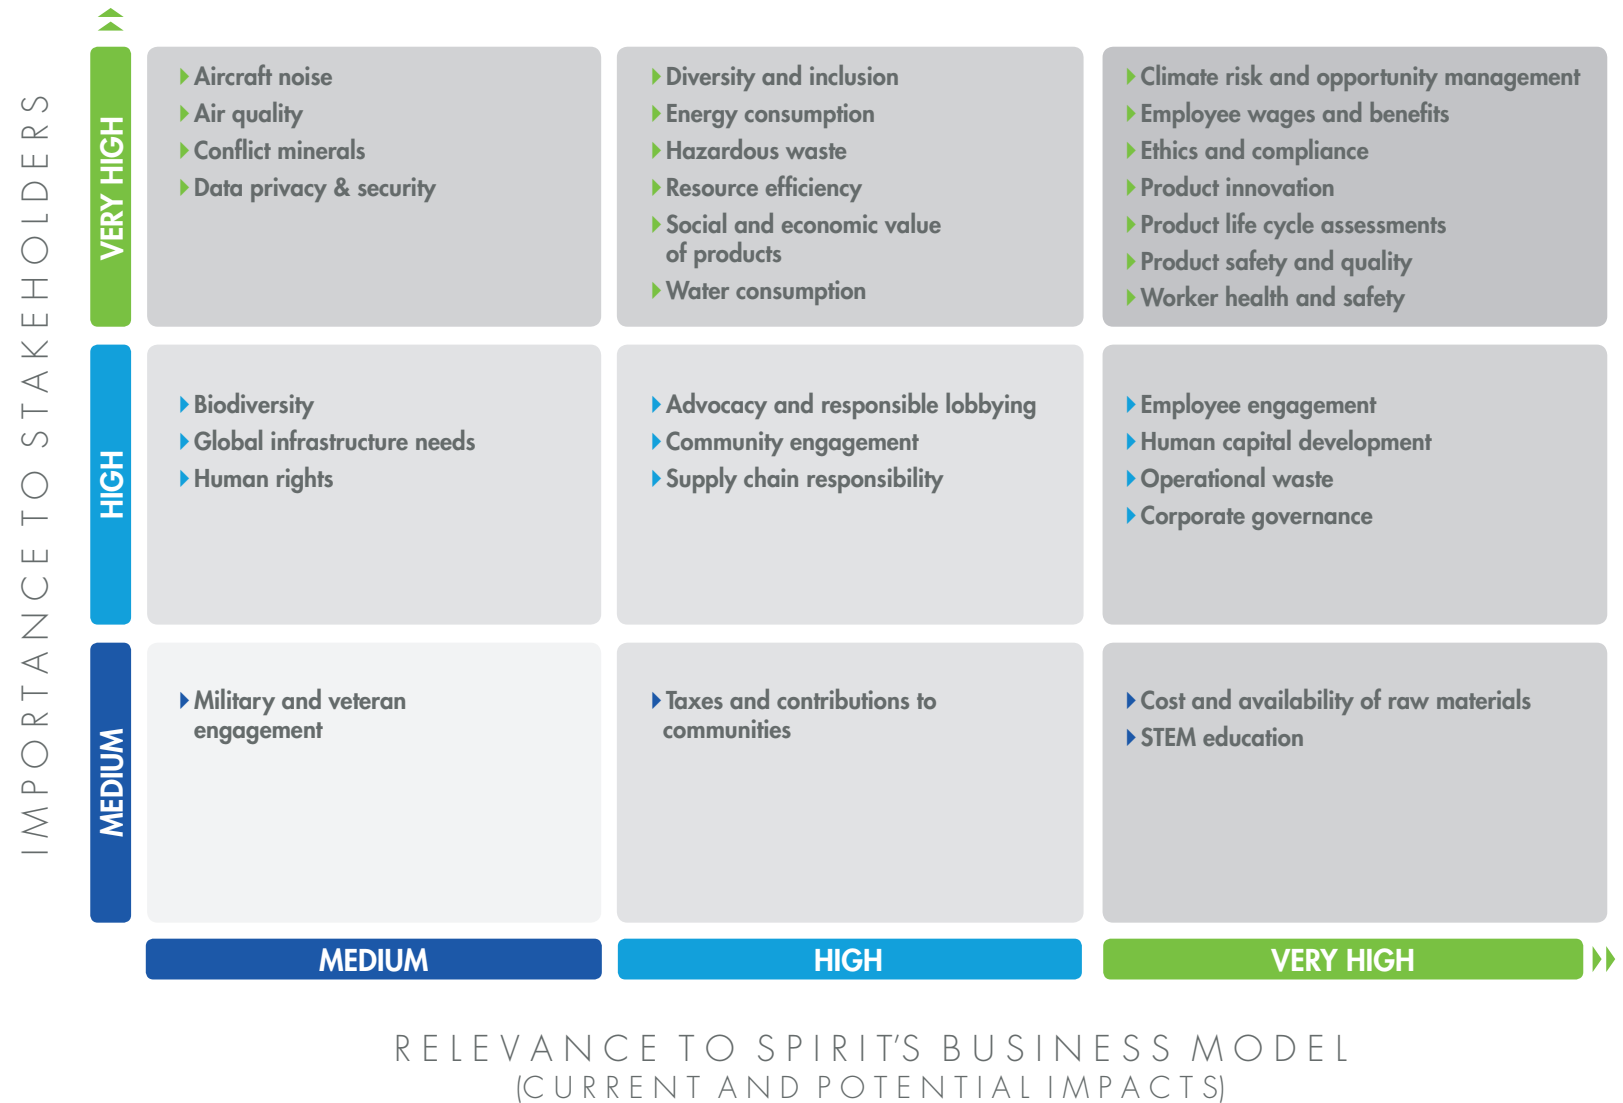 IMPORTANCE TO STAKEHOLDERS
VERY HIGH
Aircraft noise
Air quality
Conflict minerals
Data privacy & security
Diversity and inclusion
Energy consumption
Hazardous waste
Resource efficiency
Social and economic value
of products
Water consumption
Climate risk and opportunity management
Employee wages and benefits
Ethics and compliance
Product innovation
Product life cycle assessments
Product safety and quality
Worker health and safety
HIGH
Biodiversity
Global infrastructure needs
Human rights
Advocacy and responsible lobbying
Community engagement
Supply chain responsibility
Employee engagement
Human capital development
Operational waste
Corporate governance
MEDIUM
Military and veteran
engagement
Taxes and contributions to
communities
Cost and availability of raw materials
STEM education
MEDIUM
HIGH
VERY HIGH
RELEVANCE TO SPIRIT'S BUSINESS MODEL
(CURRENT AND POTENTIAL IMPACTS)